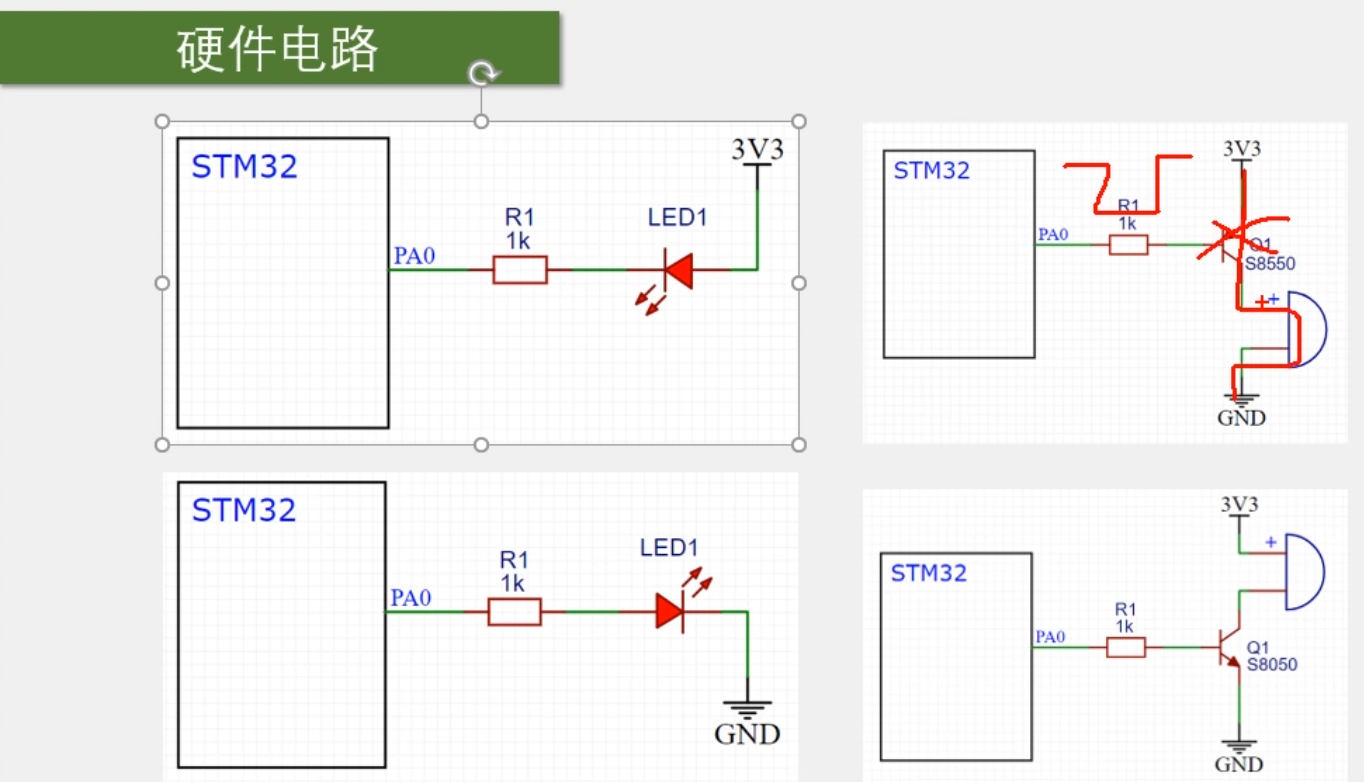 硬件电路
STM32
PA0
R1
1k
LED1
3V3
STM32
PA0
R1
1k
3V3
Q1
S8550
+
+
GND
STM32
PA0
R1
1k
LED1
GND
STM32
PA0
R1
1k
3V3
+
Q1
S8050
GND